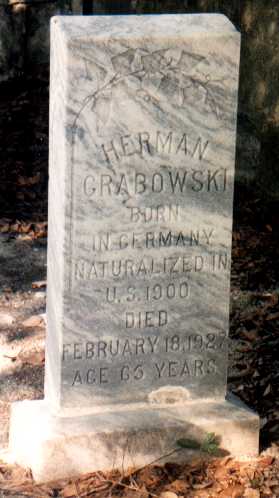 HERMAN
GRABOWSKI
BORN
IN GERMANY
NATURALIZED IN
U.S.1900
DIED
FEBRUARY 18,1927
AGE 65 YEARS